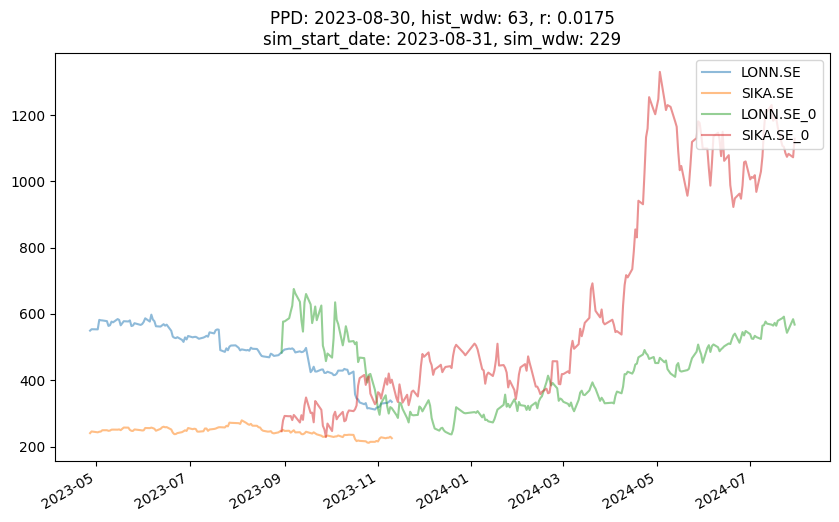 PPD: 2023-08-30, hist_wdw: 63, r: 0.0175
sim_start_date: 2023-08-31, sim_wdw: 229
LONN.SE
SIKA.SE
LONN.SE_0
SIKA.SE_0
1200
1000
800
600
400
200
2023-05
2023-07
2023-09
2023-11
2024-01
2024-03
2024-05
2024-07